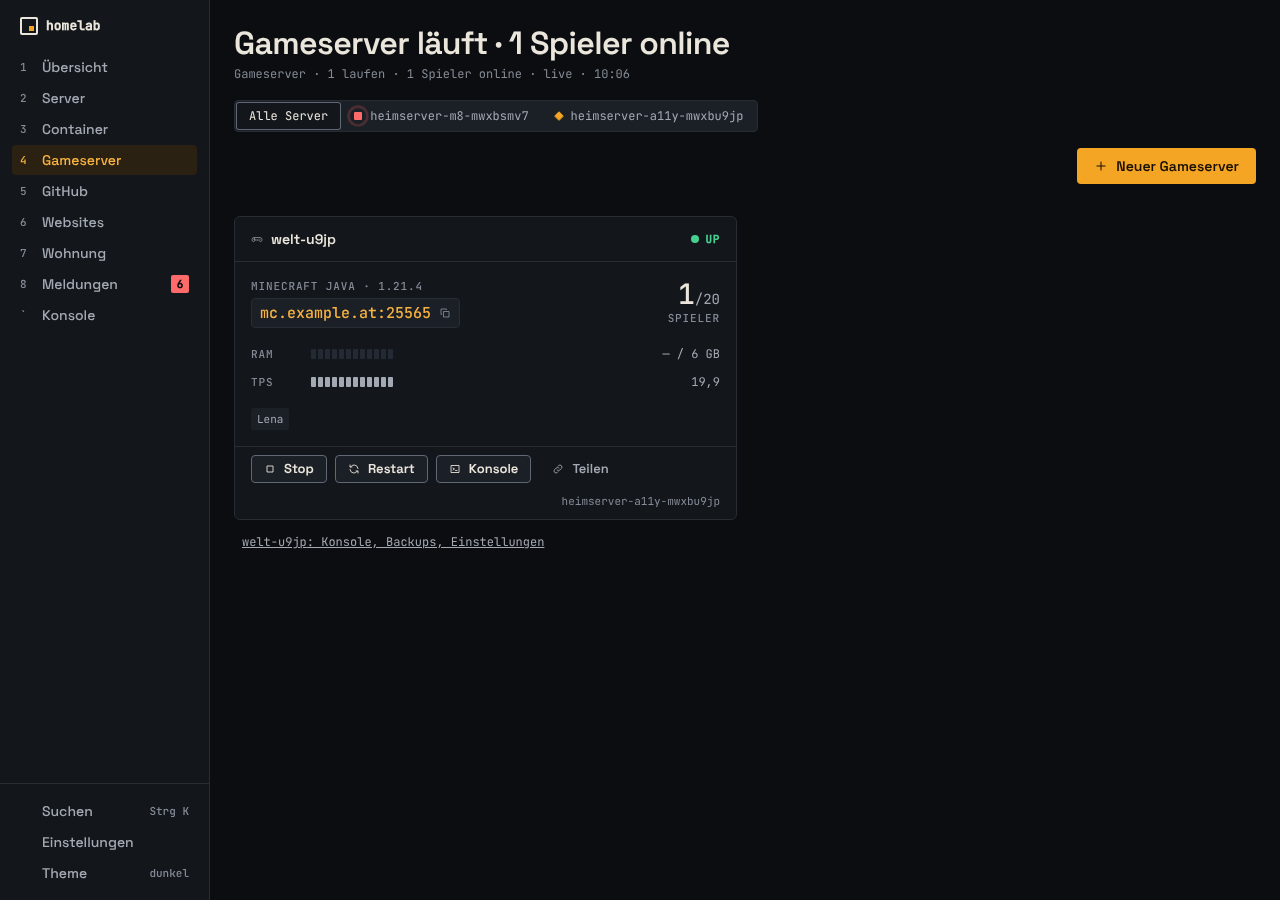 homelab
1 Übersicht
2 Server
3 Container
4 Gameserver
5 GitHub
6 Websites
7 Wohnung
8 Meldungen 6
` Konsole
Suchen Strg K
Einstellungen
Theme dunkel
Gameserver läuft · 1 Spieler online
Gameserver · 1 laufen · 1 Spieler online · live · 10:06
Alle Server heimserver-m8-mwxbsmv7 heimserver-a11y-mwxbu9jp
+ Neuer Gameserver
welt-u9jp UP
MINECRAFT JAVA · 1.21.4
mc.example.at:25565
1/20
SPIELER
RAM — / 6 GB
TPS 19,9
Lena
Stop Restart Konsole Teilen
heimserver-a11y-mwxbu9jp
welt-u9jp: Konsole, Backups, Einstellungen